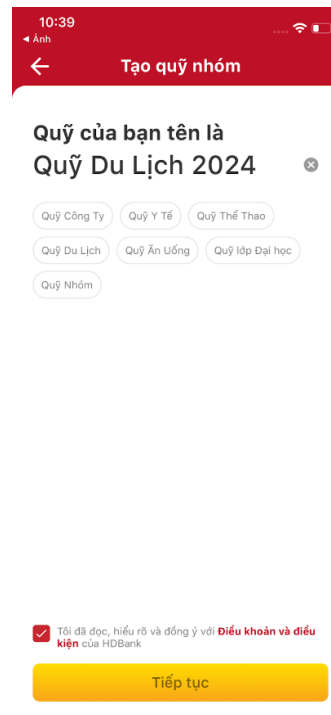 10:39
◂ Ảnh
Tạo quỹ nhóm
Quỹ của bạn tên là
Quỹ Du Lịch 2024
Quỹ Công Ty
Quỹ Y Tế
Quỹ Thể Thao
Quỹ Du Lịch
Quỹ Ăn Uống
Quỹ lớp Đại học
Quỹ Nhóm
Tôi đã đọc, hiểu rõ và đồng ý với Điều khoản và điều
kiện của HDBank
Tiếp tục